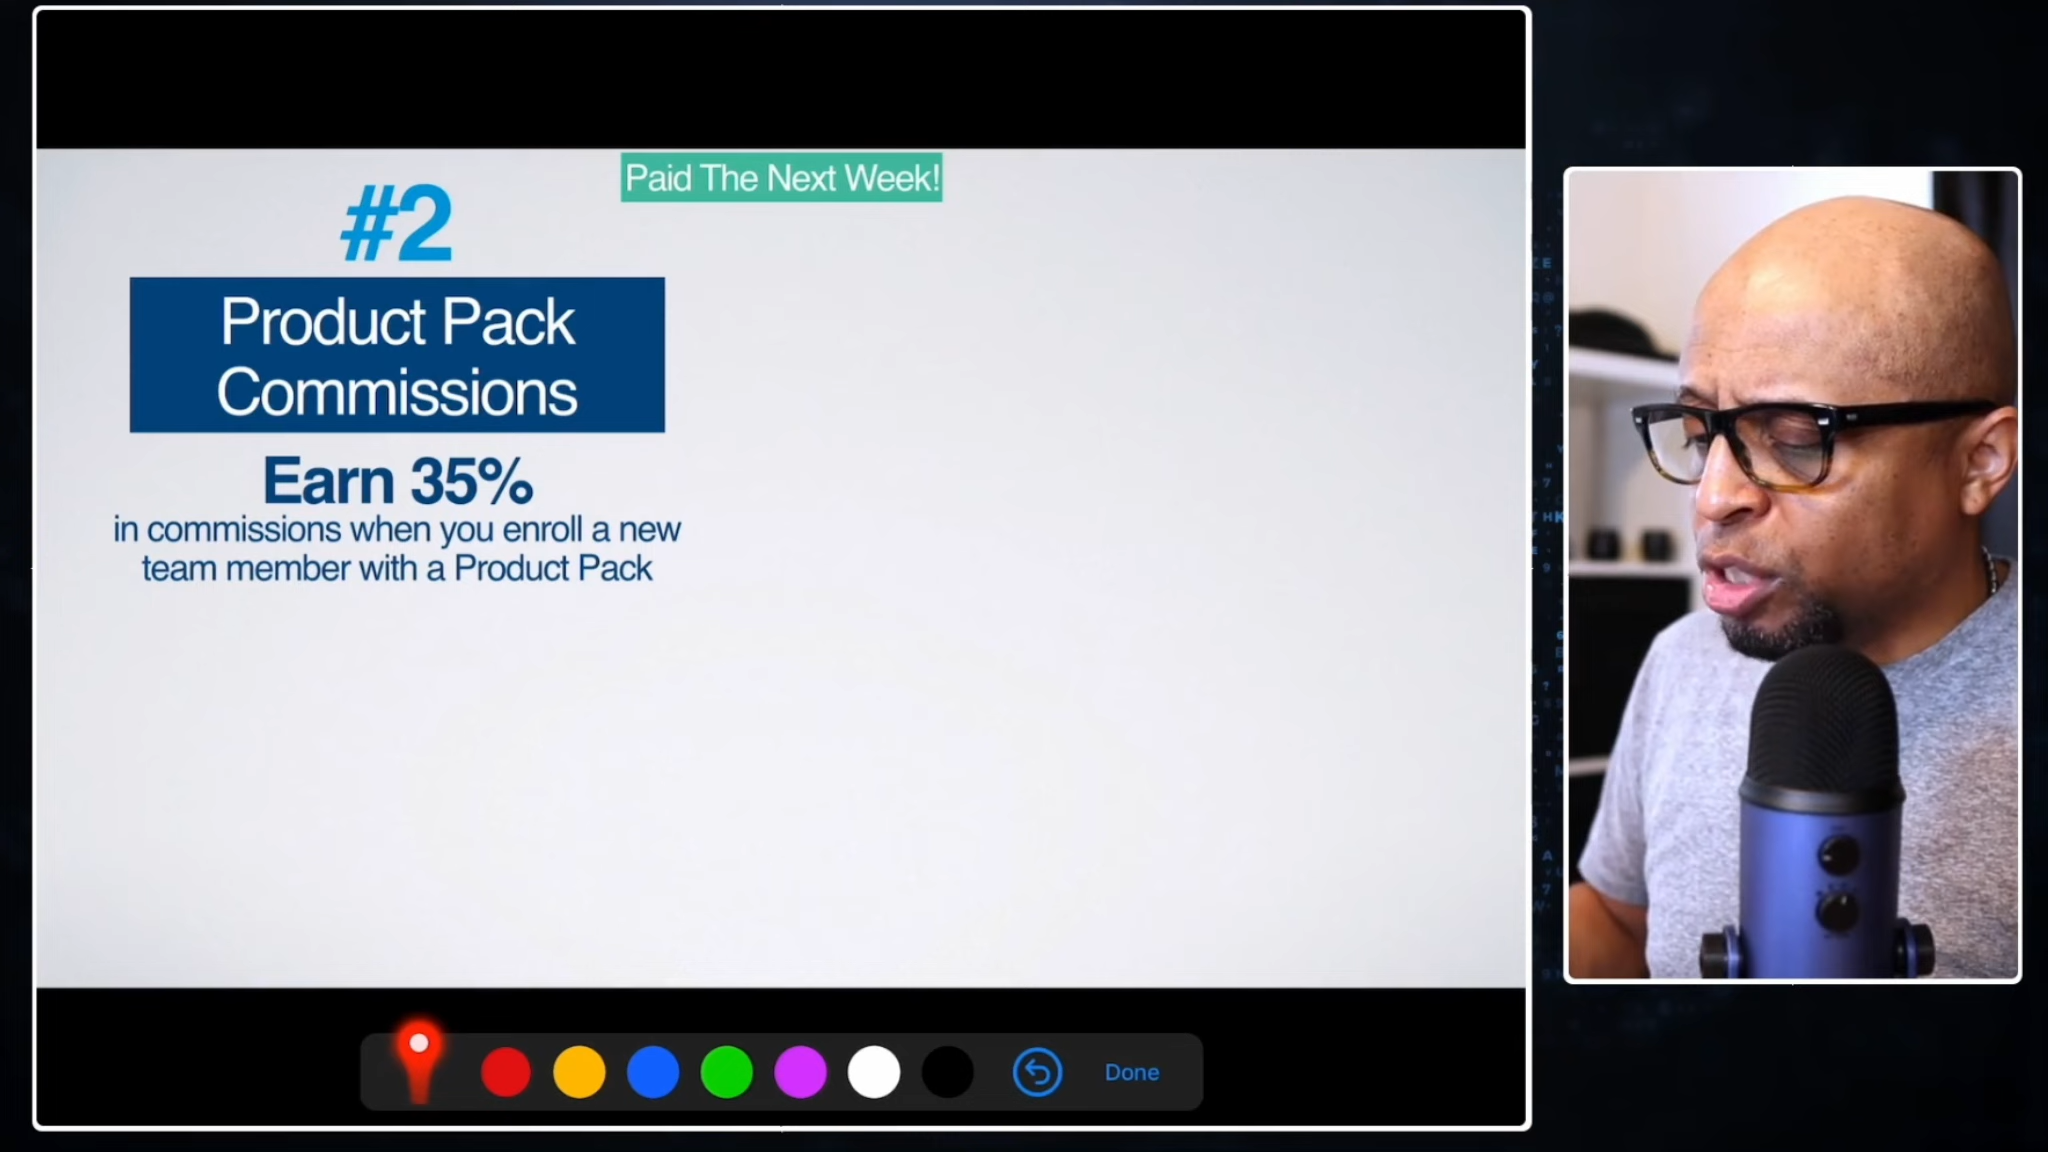 Paid The Next Week!
#2
Product Pack
Commissions
Earn 35%
in commissions when you enroll a new
team member with a Product Pack
Done